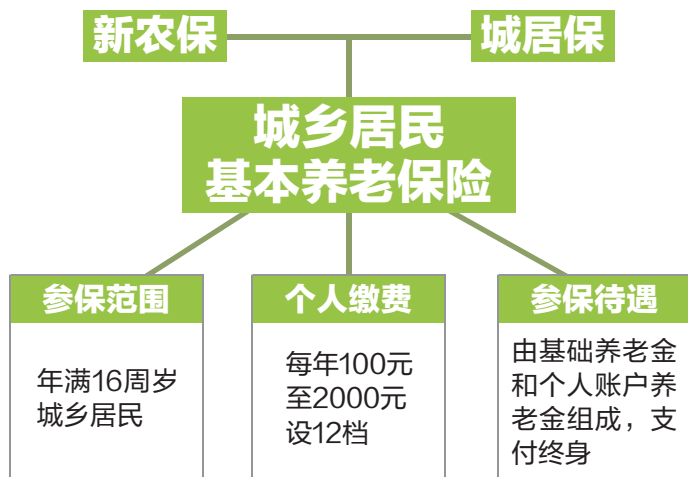 新农保
城居保
城乡居民
基本养老保险
参保范围
年满16周岁
城乡居民
个人缴费
每年100元
至2000元
设12档
参保待遇
由基础养老金
和个人账户养
老金组成，支
付终身